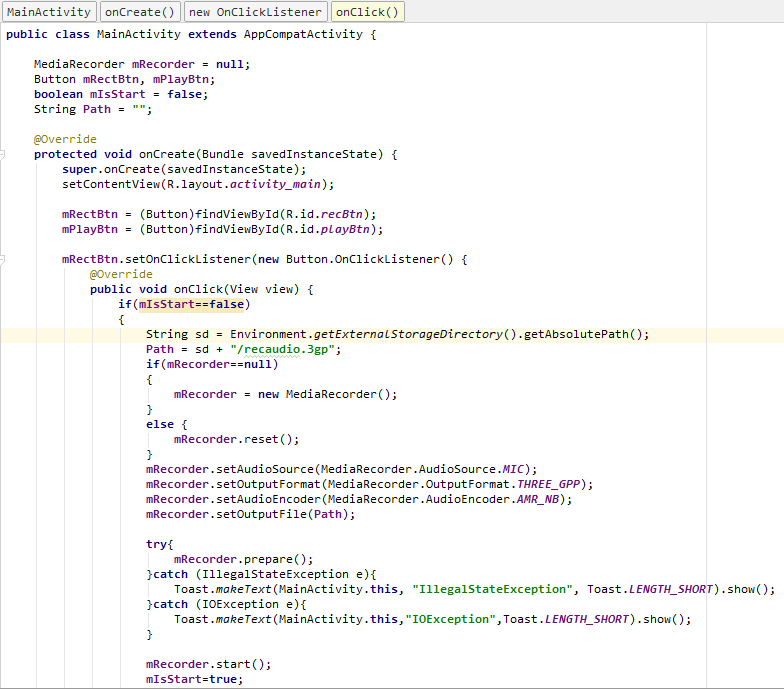 MainActivity onCreate() new OnClickListener onClick()
public class MainActivity extends AppCompatActivity {
MediaRecorder mRecorder = null;
Button mRectBtn, mPlayBtn;
boolean mIsStart = false;
String Path = "";
@Override
protected void onCreate(Bundle savedInstanceState) {
super.onCreate(savedInstanceState);
setContentView(R.layout.activity_main);
mRectBtn = (Button)findViewById(R.id.recBtn);
mPlayBtn = (Button)findViewById(R.id.playBtn);
mRectBtn.setOnClickListener(new Button.OnClickListener() {
@Override
public void onClick(View view) {
if(mIsStart==false)
{
String sd = Environment.getExternalStorageDirectory().getAbsolutePath();
Path = sd + "/recaudio.3gp";
if(mRecorder==null)
{
mRecorder = new MediaRecorder();
}
else {
mRecorder.reset();
}
mRecorder.setAudioSource(MediaRecorder.AudioSource.MIC);
mRecorder.setOutputFormat(MediaRecorder.OutputFormat.THREE_GPP);
mRecorder.setAudioEncoder(MediaRecorder.AudioEncoder.AMR_NB);
mRecorder.setOutputFile(Path);
try{
mRecorder.prepare();
}catch (IllegalStateException e){
Toast.makeText(MainActivity.this, "IllegalStateException", Toast.LENGTH_SHORT).show();
}catch (IOException e){
Toast.makeText(MainActivity.this,"IOException",Toast.LENGTH_SHORT).show();
}
mRecorder.start();
mIsStart=true;